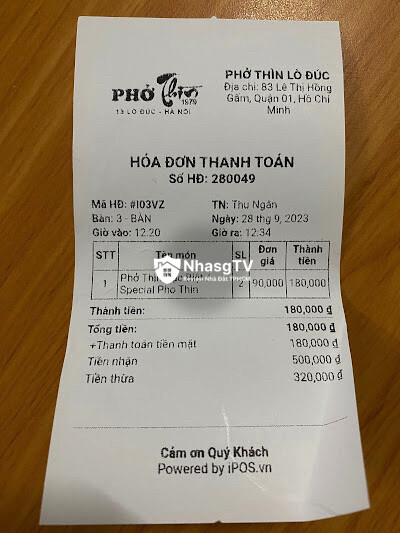 PHỞ Thìn
1979
13 LÒ ĐÚC - HÀ NỘI
PHỞ THÌN LÒ ĐÚC
Địa chỉ: 83 Lê Thị Hồng
Gấm, Quận 01, Hồ Chí
Minh
HÓA ĐƠN THANH TOÁN
Số HĐ: 280049
Mã HĐ: #I03VZ TN: Thu Ngân
Bàn: 3 - BÀN Ngày: 28 thg 9, 2023
Giờ vào: 12:20 Giờ ra: 12:34
STT Tên món SL Đơn giá Thành tiền
1 Phở Thìn Biệt 2 90,000 180,000
Special Pho Thin
NhasgTV
Thành tiền: 180,000 ₫
Tổng tiền: 180,000 ₫
+Thanh toán tiền mặt 180,000 ₫
Tiền nhận 500,000 ₫
Tiền thừa 320,000 ₫
Cảm ơn Quý Khách
Powered by iPOS.vn